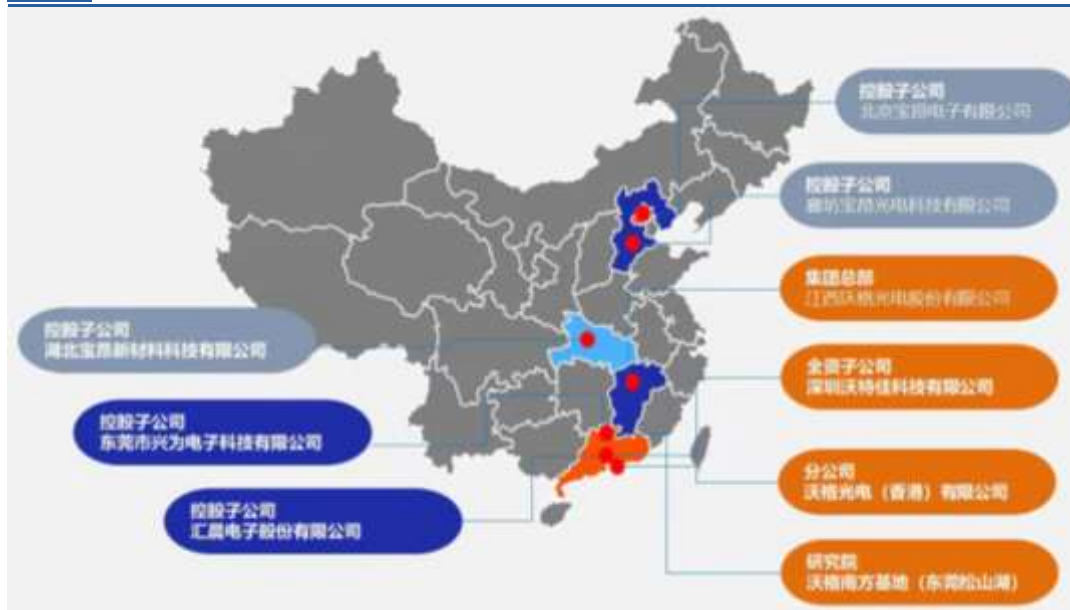 控股子公司
北京宝昂电子有限公司
控股子公司
廊坊宝昂光电科技有限公司
集团总部
江西沃格光电股份有限公司
控股子公司
湖北宝昂新材料科技有限公司
全资子公司
深圳沃特佳科技有限公司
控股子公司
东莞市兴为电子科技有限公司
分公司
沃格光电（香港）有限公司
控股子公司
汇晨电子股份有限公司
研究院
沃格南方基地（东莞松山湖）